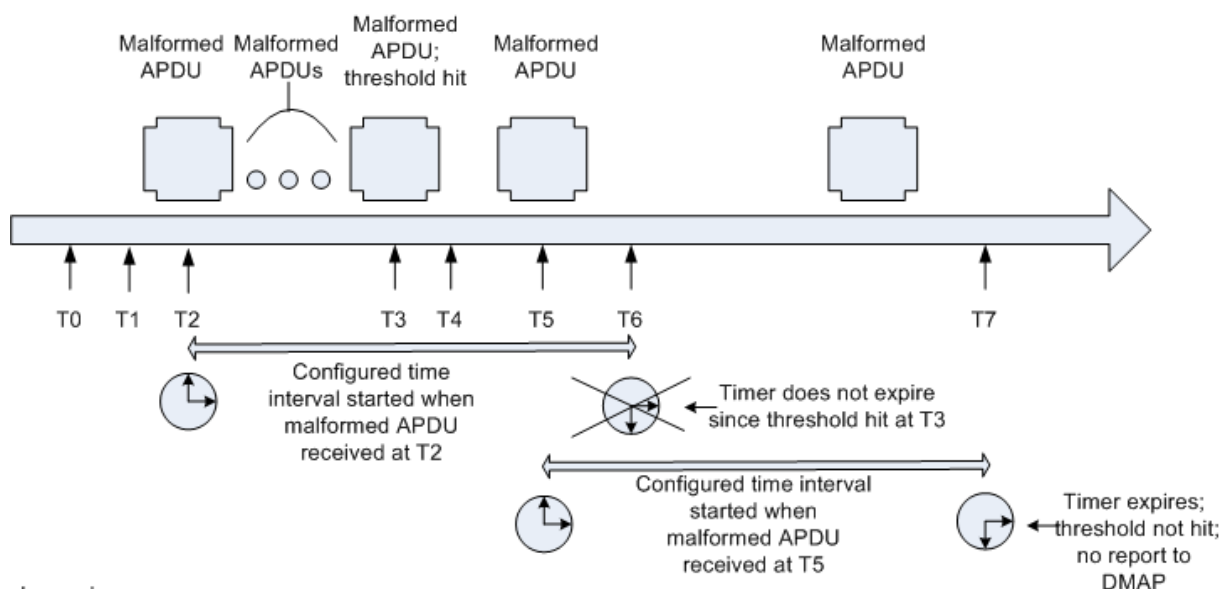 Malformed
APDU
Malformed
APDUs
Malformed
APDU;
threshold hit
Malformed
APDU
Malformed
APDU
T0
T1
T2
T3
T4
T5
T6
T7
Configured time
interval started when
malformed APDU
received at T2
Timer does not expire
since threshold hit at T3
Configured time interval
started when
malformed APDU
received at T5
Timer expires;
threshold not hit;
no report to
DMAP